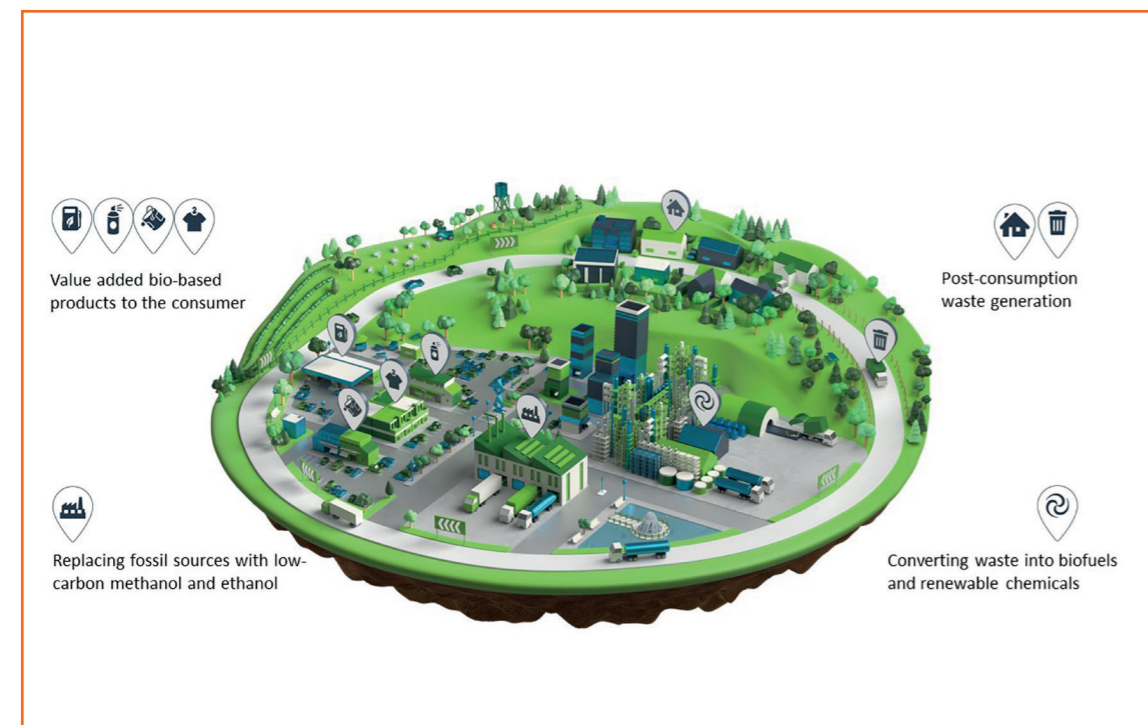 Value added bio-based
products to the consumer
Post-consumption
waste generation
Replacing fossil sources with low-
carbon methanol and ethanol
Converting waste into biofuels
and renewable chemicals